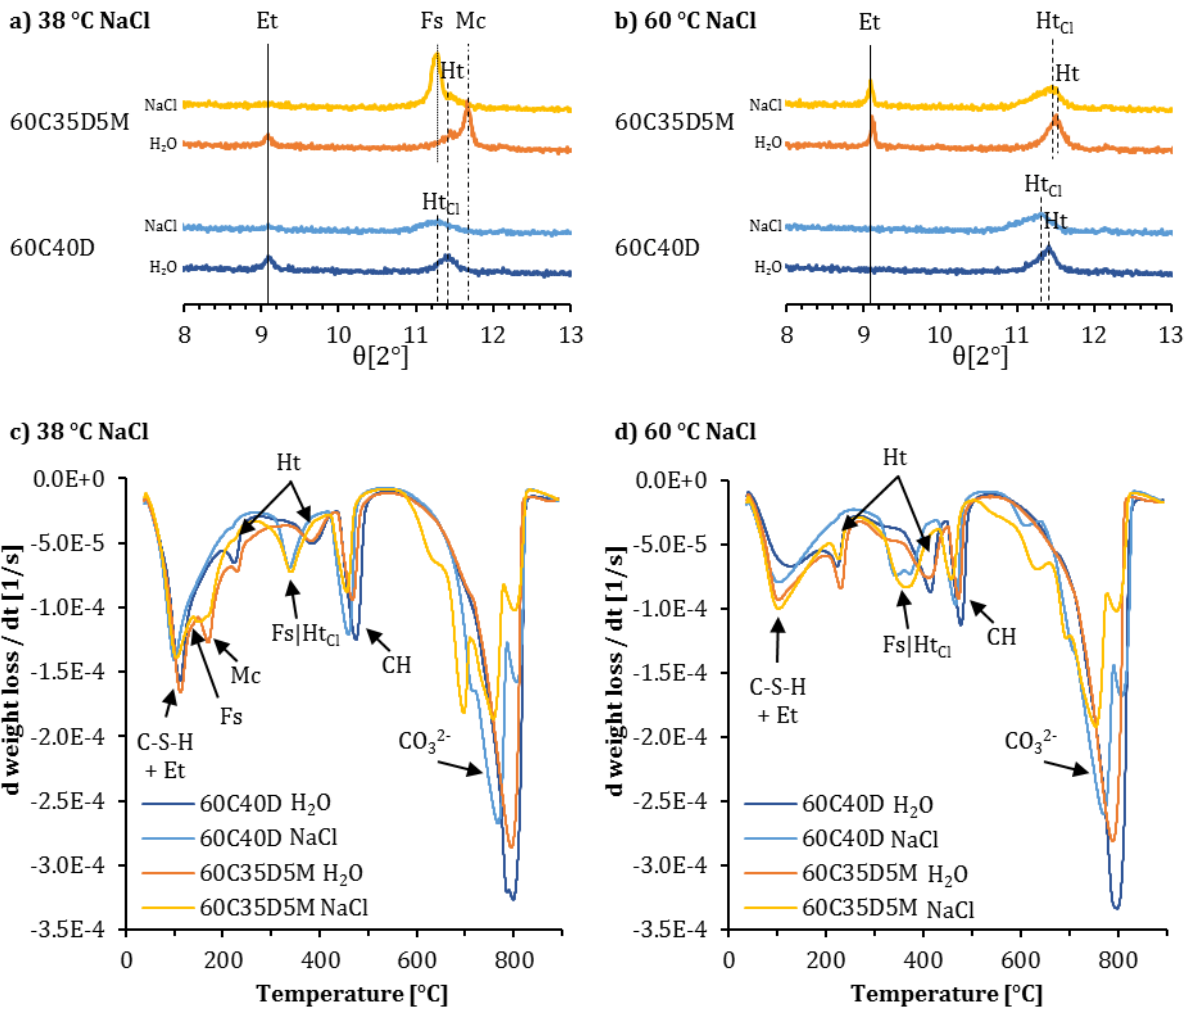 a) 38 °C NaCl
Et
Fs
Mc
Ht
NaCl
60C35D5M
H₂O
Ht_Cl
NaCl
60C40D
H₂O
8 9 10 11 12 13
θ[2°]
b) 60 °C NaCl
Et
Ht_Cl
Ht
NaCl
60C35D5M
H₂O
Ht_Cl
NaCl
Ht
60C40D
H₂O
8 9 10 11 12 13
θ[2°]
c) 38 °C NaCl
d weight loss / dt [1/s]
0.0E+0
-5.0E-5
-1.0E-4
-1.5E-4
-2.0E-4
-2.5E-4
-3.0E-4
-3.5E-4
Ht
Fs|Ht_Cl
CH
Mc
Fs
C-S-H
+ Et
CO₃²⁻
60C40D H₂O
60C40D NaCl
60C35D5M H₂O
60C35D5M NaCl
0 200 400 600 800
Temperature [°C]
d) 60 °C NaCl
d weight loss / dt [1/s]
0.0E+0
-5.0E-5
-1.0E-4
-1.5E-4
-2.0E-4
-2.5E-4
-3.0E-4
-3.5E-4
Ht
Fs|Ht_Cl
CH
C-S-H
+ Et
CO₃²⁻
60C40D H₂O
60C40D NaCl
60C35D5M H₂O
60C35D5M NaCl
0 200 400 600 800
Temperature [°C]